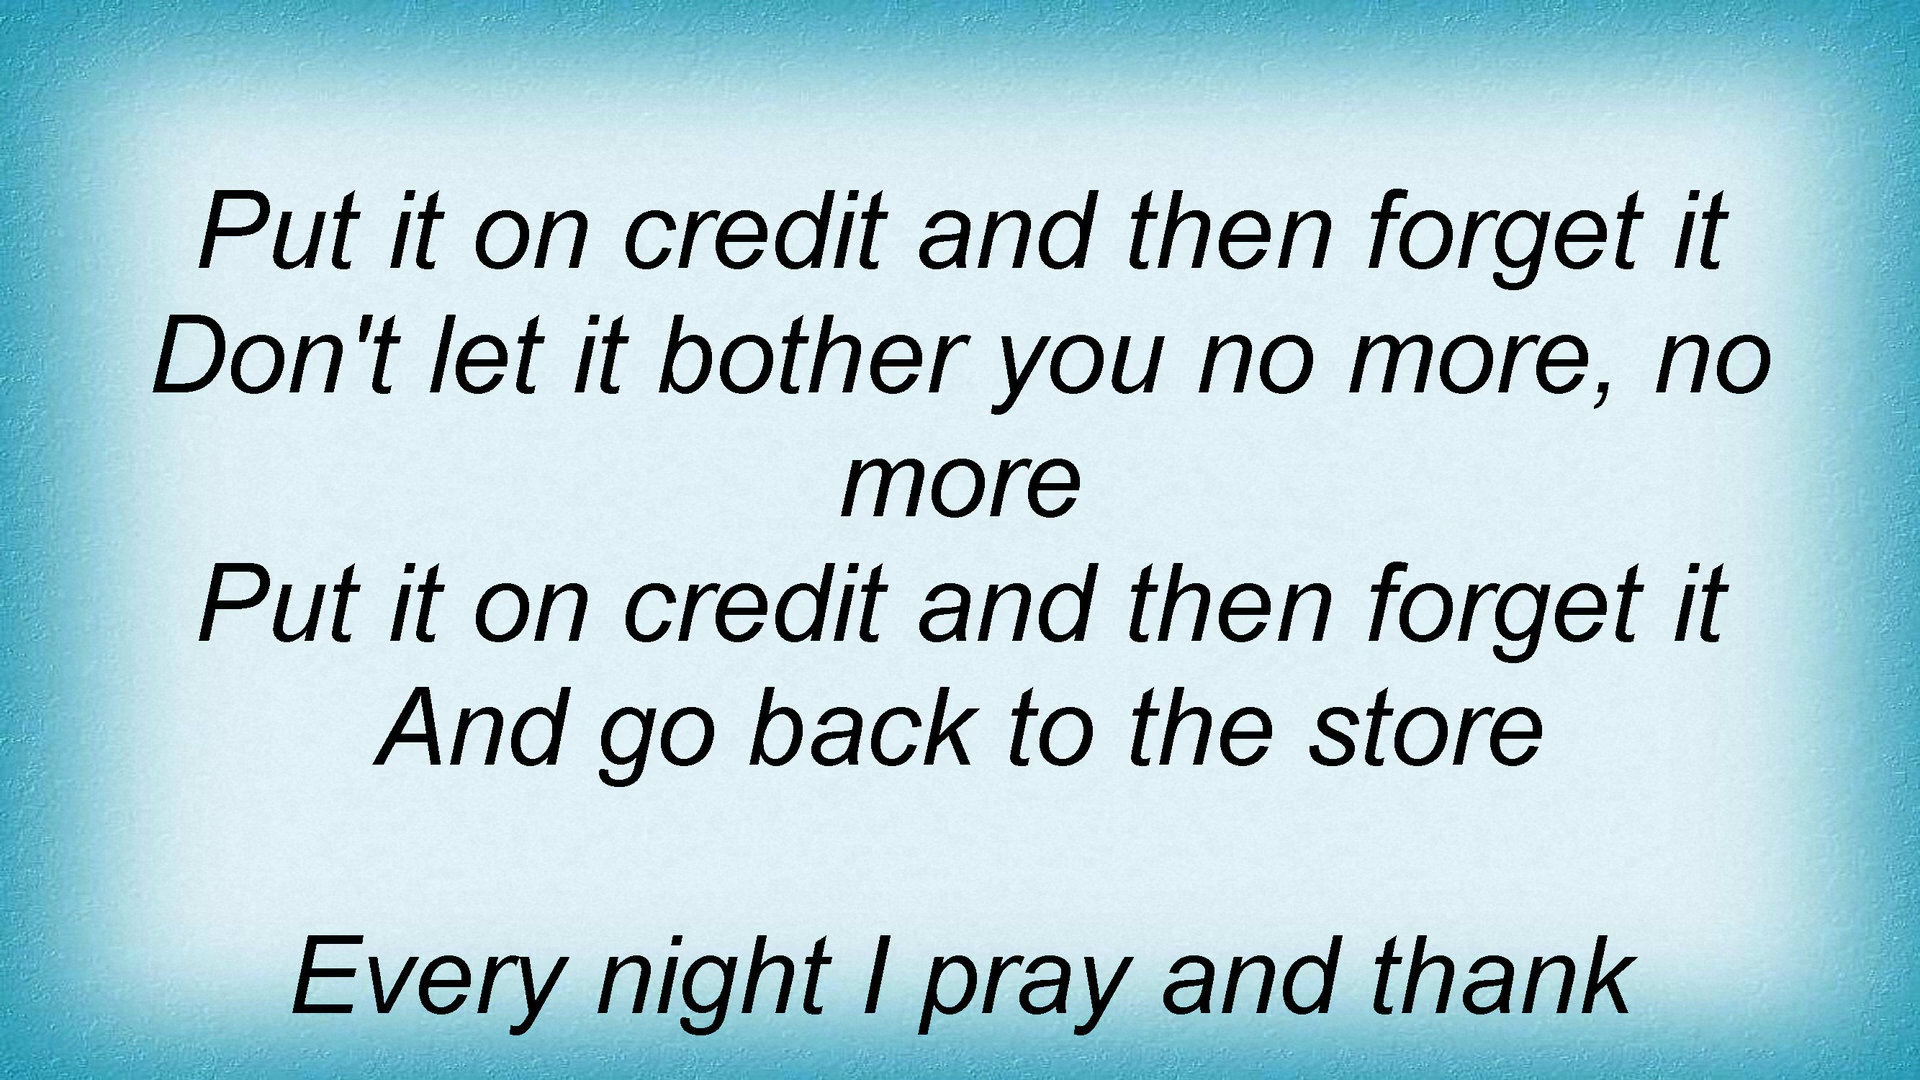 Put it on credit and then forget it
Don't let it bother you no more, no
more
Put it on credit and then forget it
And go back to the store
Every night I pray and thank